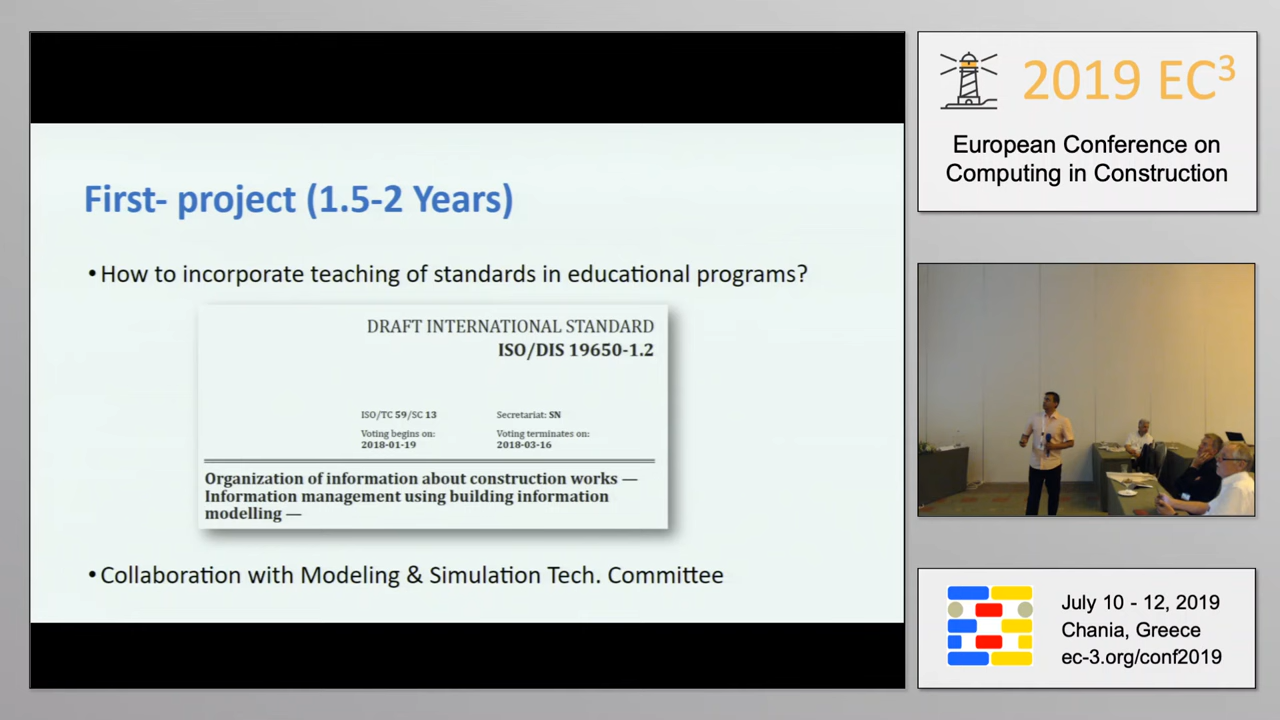 First- project (1.5-2 Years)
• How to incorporate teaching of standards in educational programs?
DRAFT INTERNATIONAL STANDARD
ISO/DIS 19650-1.2
ISO/TC 59/SC 13
Secretariat: SN
Voting begins on:
2018-01-19
Voting terminates on:
2018-03-16
Organization of information about construction works —
Information management using building information
modelling —
• Collaboration with Modeling & Simulation Tech. Committee
2019 EC³
European Conference on
Computing in Construction
July 10 - 12, 2019
Chania, Greece
ec-3.org/conf2019